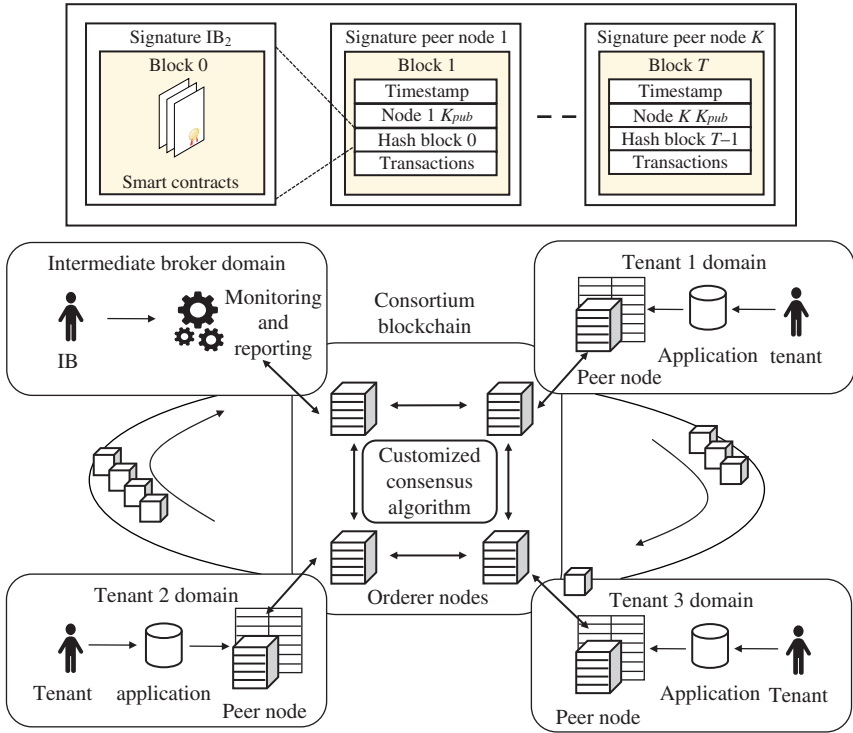 Signature IB₂
Block 0
Smart contracts
Signature peer node 1
Block 1
Timestamp
Node 1 Kpub
Hash block 0
Transactions
Signature peer node K
Block T
Timestamp
Node K Kpub
Hash block T–1
Transactions
Intermediate broker domain
IB
Monitoring
and
reporting
Consortium
blockchain
Tenant 1 domain
Peer node
Application
tenant
Customized
consensus
algorithm
Orderer nodes
Tenant 2 domain
Tenant
application
Peer node
Tenant 3 domain
Peer node
Application
Tenant